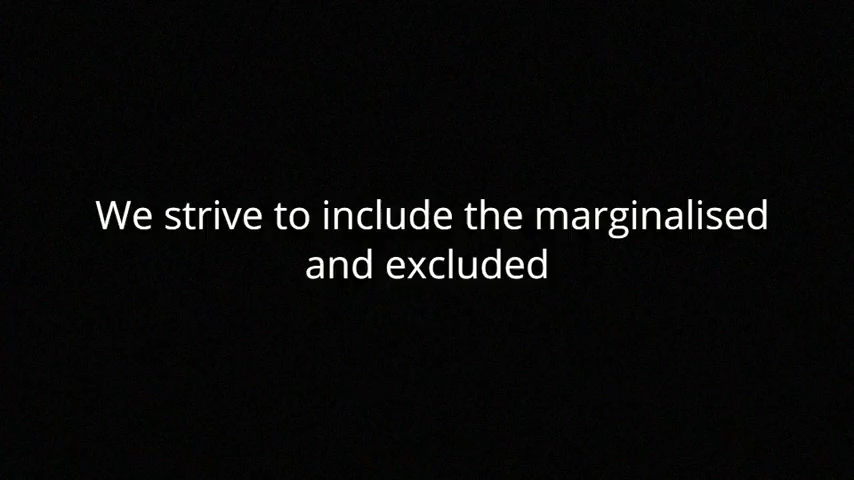 We strive to include the marginalised
and excluded